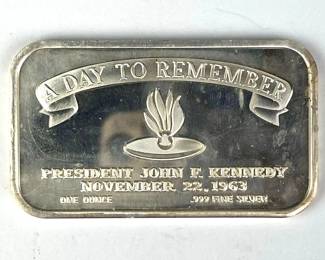 A DAY TO REMEMBER
PRESIDENT JOHN F. KENNEDY
NOVEMBER 22, 1963
ONE OUNCE .999 FINE SILVER